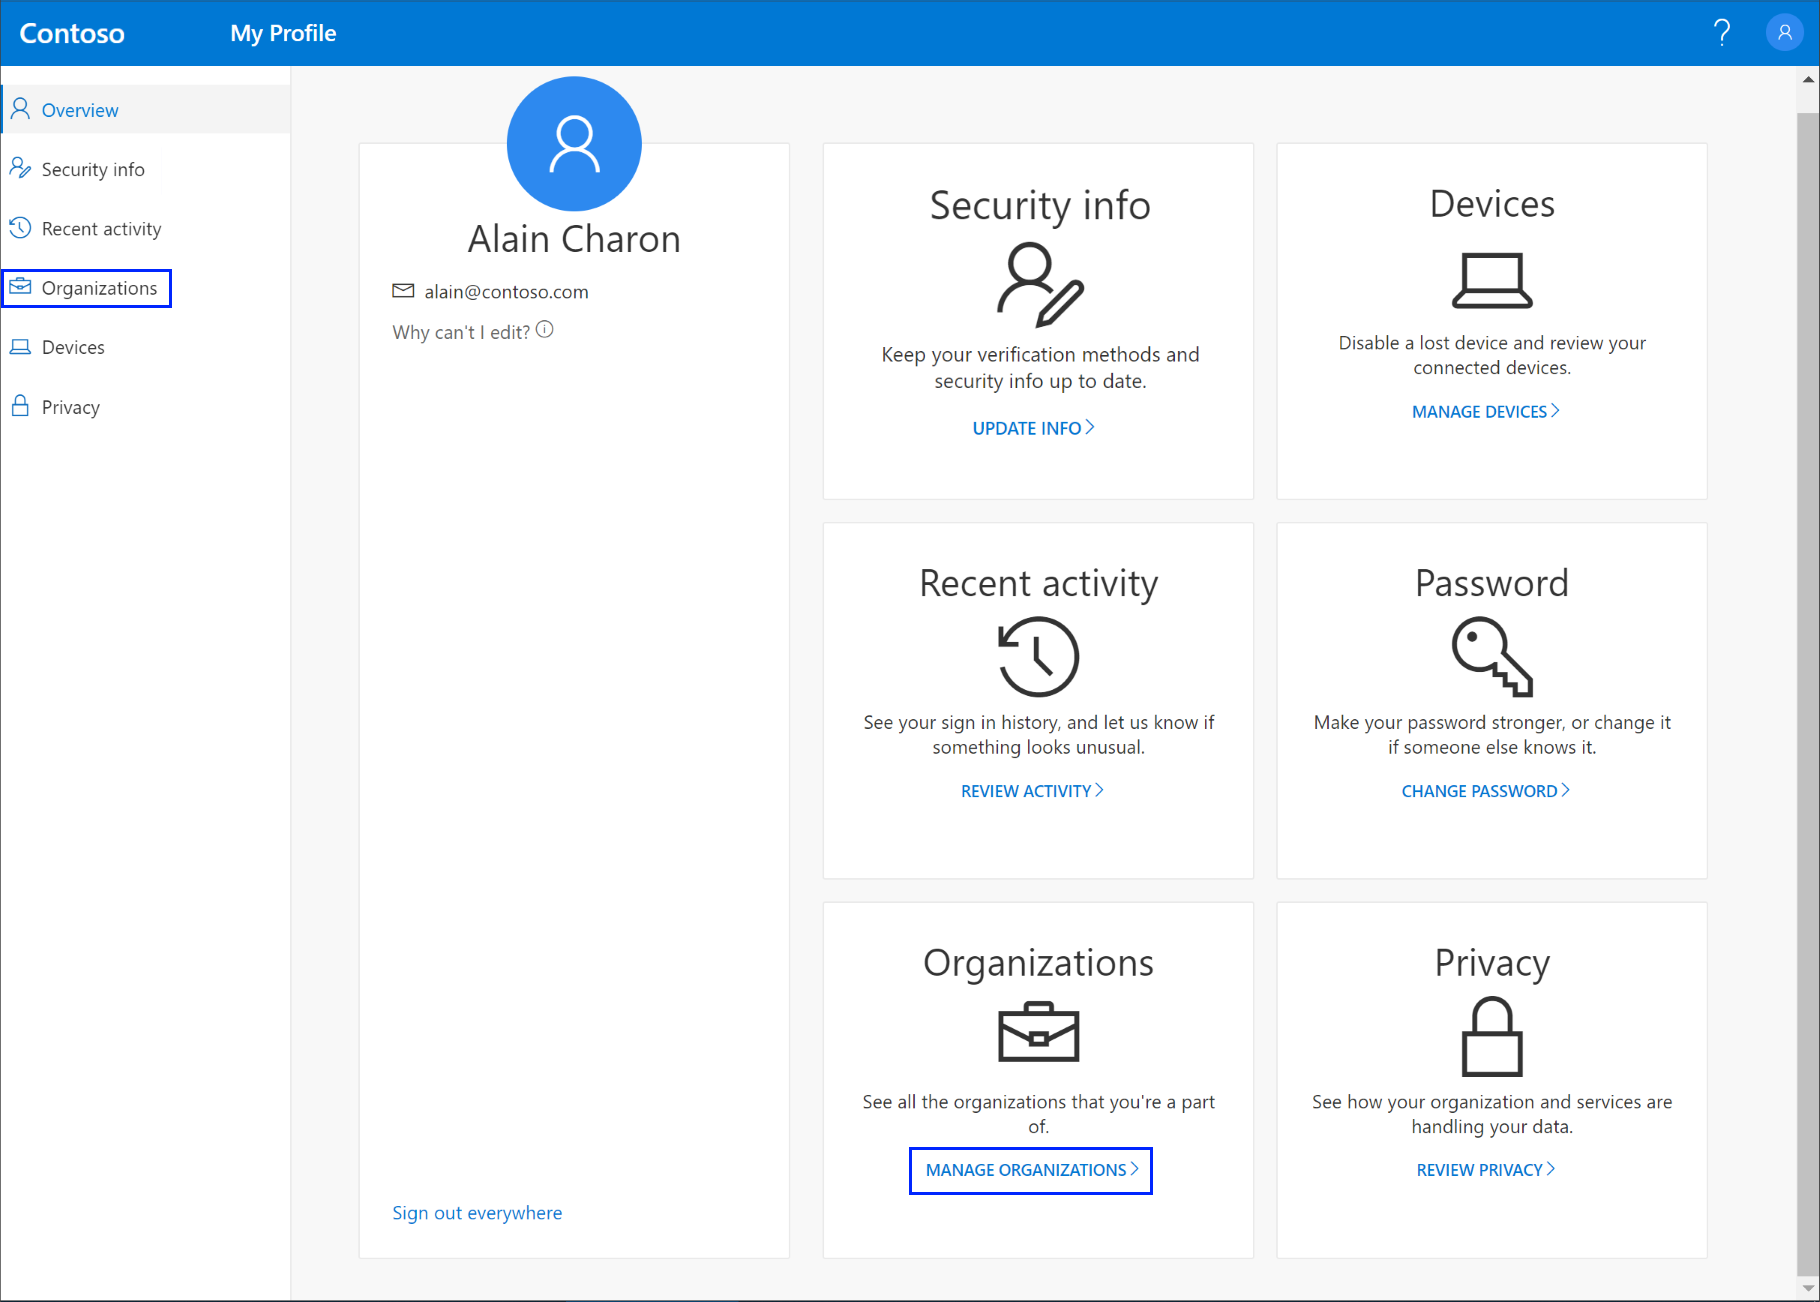 Contoso
My Profile
?
Overview
Security info
Recent activity
Organizations
Devices
Privacy
Alain Charon
alain@contoso.com
Why can't I edit?
Sign out everywhere
Security info
Keep your verification methods and
security info up to date.
UPDATE INFO
Devices
Disable a lost device and review your
connected devices.
MANAGE DEVICES
Recent activity
See your sign in history, and let us know if
something looks unusual.
REVIEW ACTIVITY
Password
Make your password stronger, or change it
if someone else knows it.
CHANGE PASSWORD
Organizations
See all the organizations that you're a part
of.
MANAGE ORGANIZATIONS
Privacy
See how your organization and services are
handling your data.
REVIEW PRIVACY